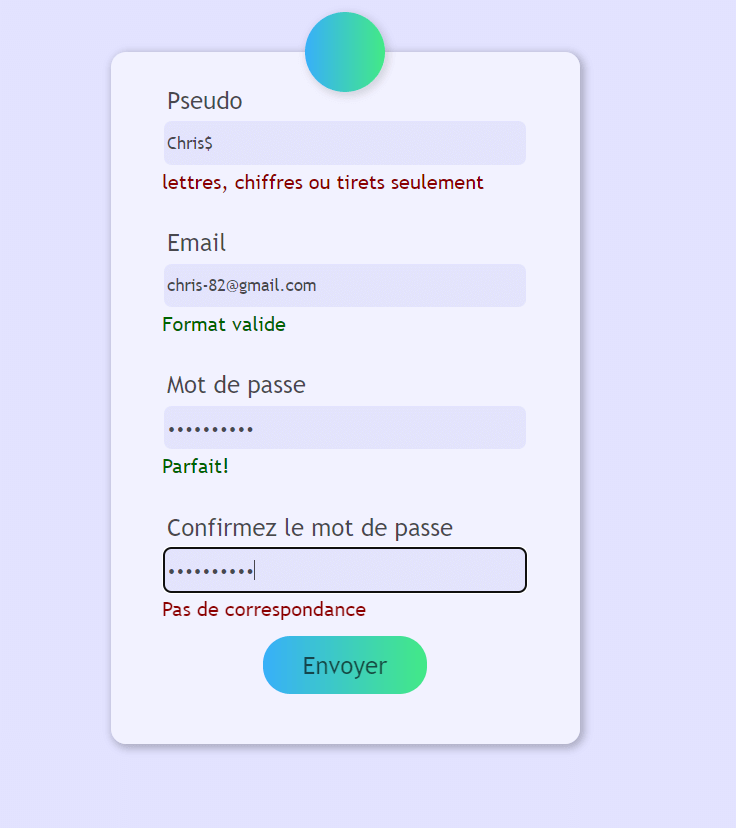 Pseudo
Chris$
lettres, chiffres ou tirets seulement
Email
chris-82@gmail.com
Format valide
Mot de passe
••••••••••
Parfait!
Confirmez le mot de passe
••••••••••
Pas de correspondance
Envoyer